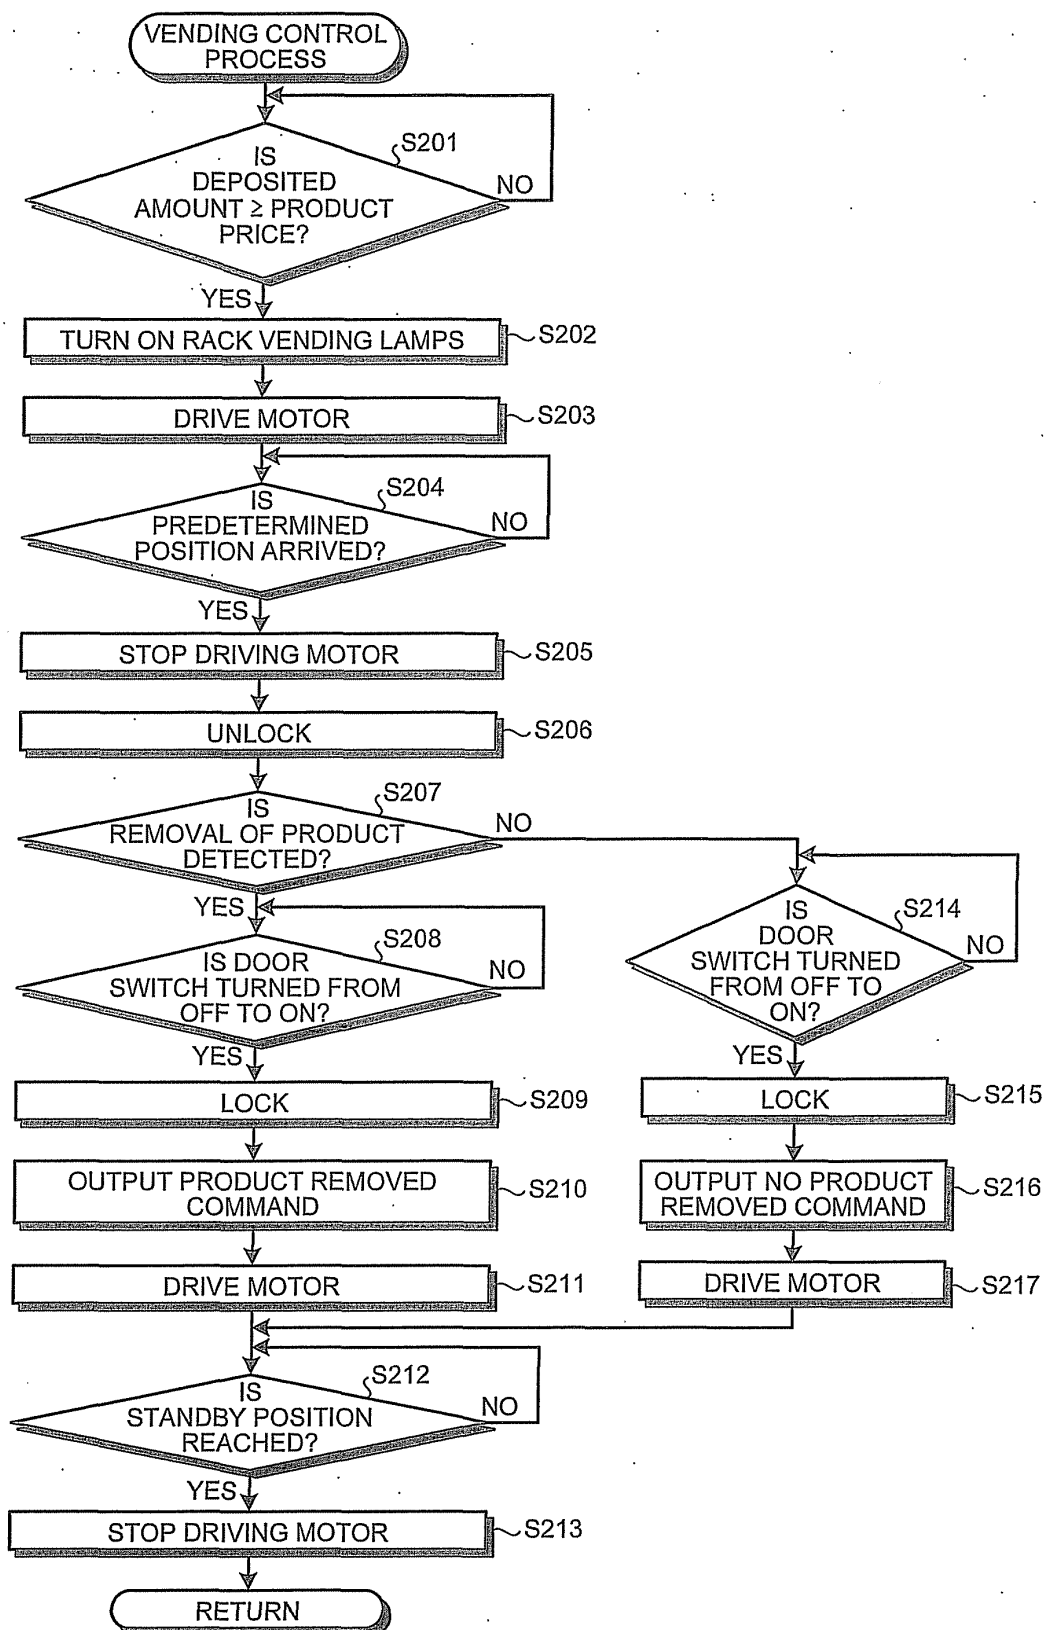 VENDING CONTROL
PROCESS
S201
IS
DEPOSITED
AMOUNT ≥ PRODUCT
PRICE?
NO
YES
TURN ON RACK VENDING LAMPS
S202
DRIVE MOTOR
S203
S204
IS
PREDETERMINED
POSITION ARRIVED?
NO
YES
STOP DRIVING MOTOR
S205
UNLOCK
S206
S207
IS
REMOVAL OF PRODUCT
DETECTED?
NO
YES
S208
IS DOOR
SWITCH TURNED FROM
OFF TO ON?
NO
YES
LOCK
S209
OUTPUT PRODUCT REMOVED
COMMAND
S210
DRIVE MOTOR
S211
S214
IS
DOOR
SWITCH TURNED
FROM OFF TO
ON?
NO
YES
LOCK
S215
OUTPUT NO PRODUCT
REMOVED COMMAND
S216
DRIVE MOTOR
S217
S212
IS
STANDBY POSITION
REACHED?
NO
YES
STOP DRIVING MOTOR
S213
RETURN